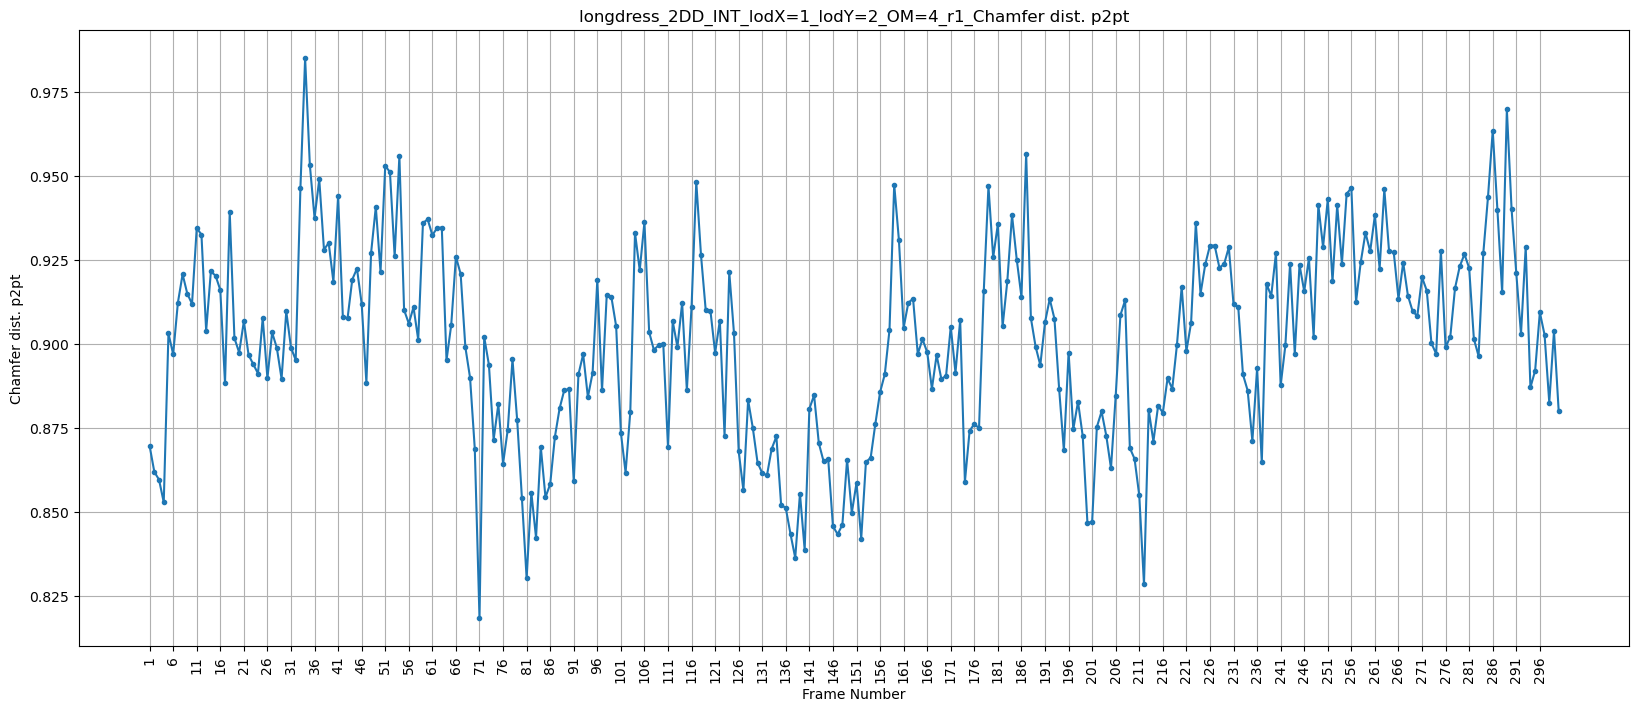 longdress_2DD_INT_lodX=1_lodY=2_OM=4_r1_Chamfer dist. p2pt
Chamfer dist. p2pt
0.975
0.950
0.925
0.900
0.875
0.850
0.825
1 6 11 16 21 26 31 36 41 46 51 56 61 66 71 76 81 86 91 96 101 106 111 116 121 126 131 136 141 146 151 156 161 166 171 176 181 186 191 196 201 206 211 216 221 226 231 236 241 246 251 256 261 266 271 276 281 286 291 296
Frame Number